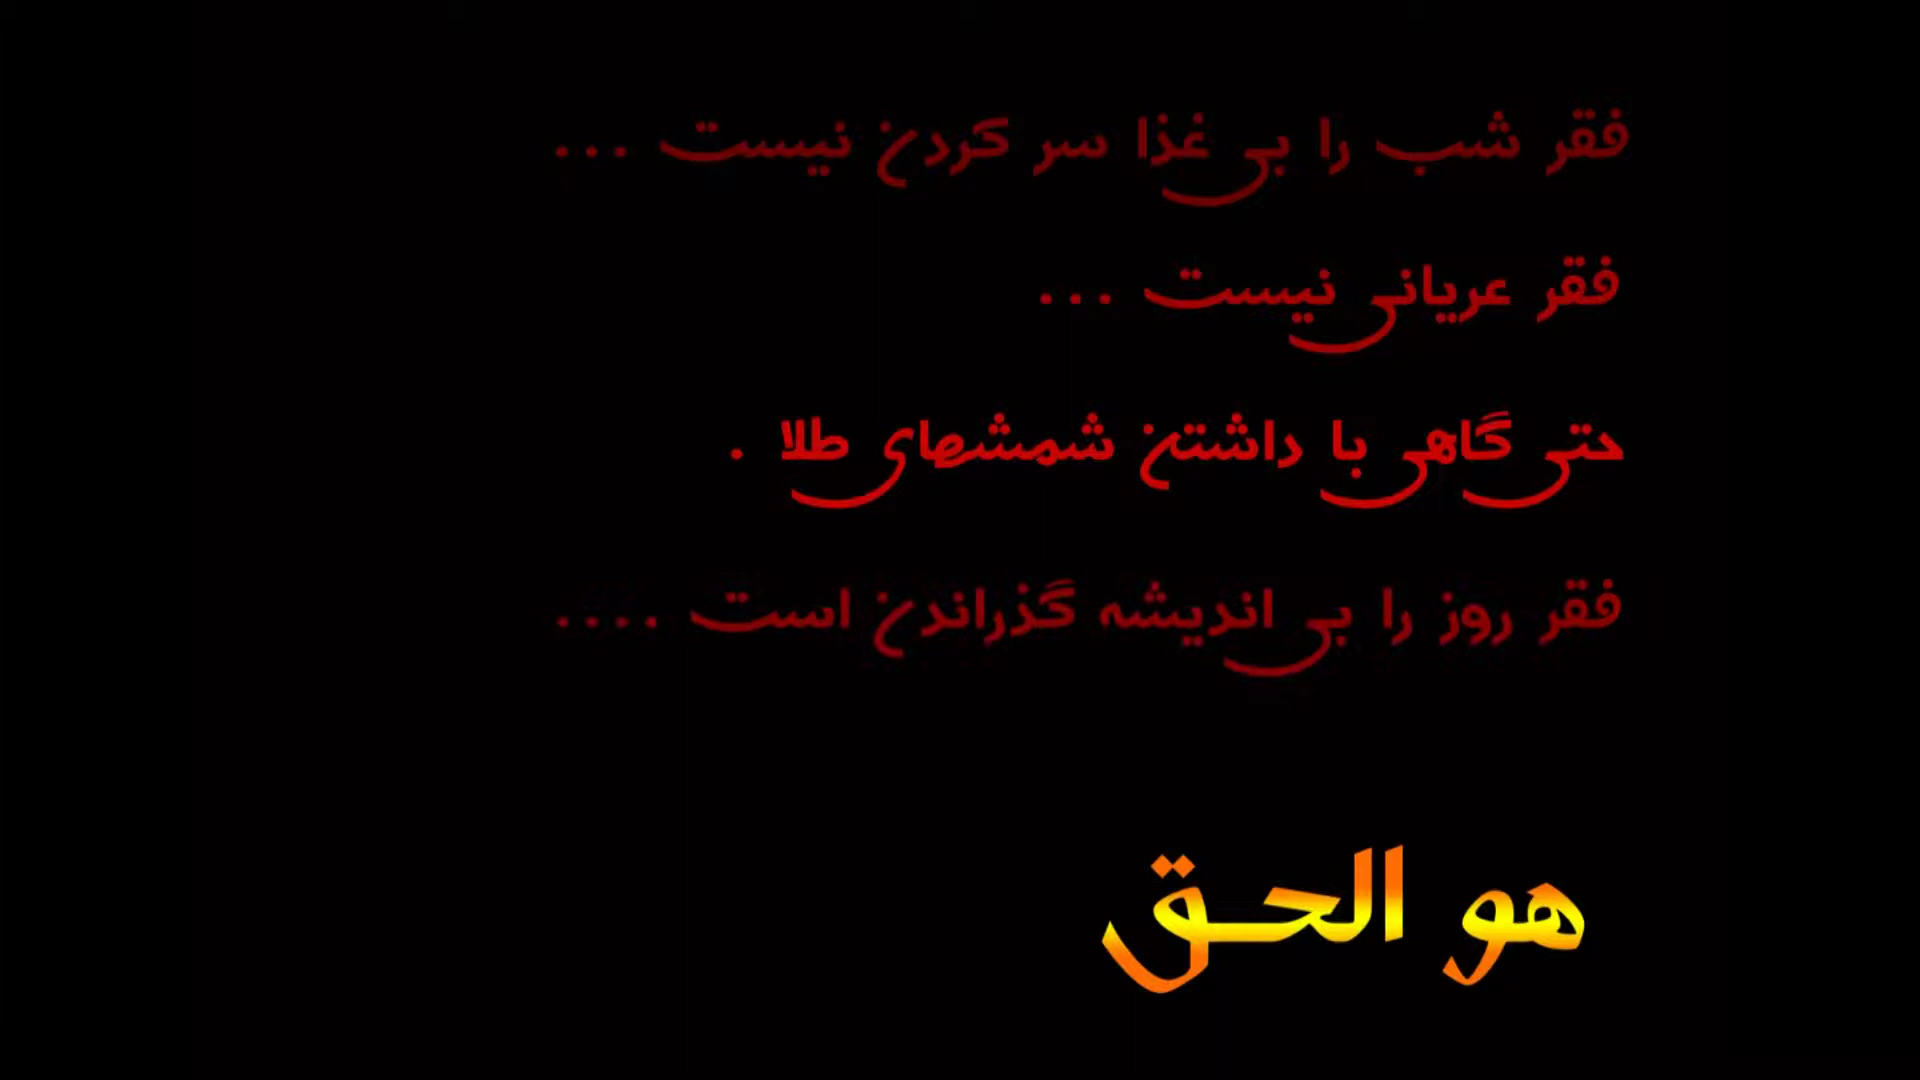 فقر شب را بی غذا سر کردن نیست ...
فقر عریانی نیست ...
حتی گاهی با داشتن شمشهای طلا .
فقر روز را بی اندیشه گذراندن است ....
هو الحق